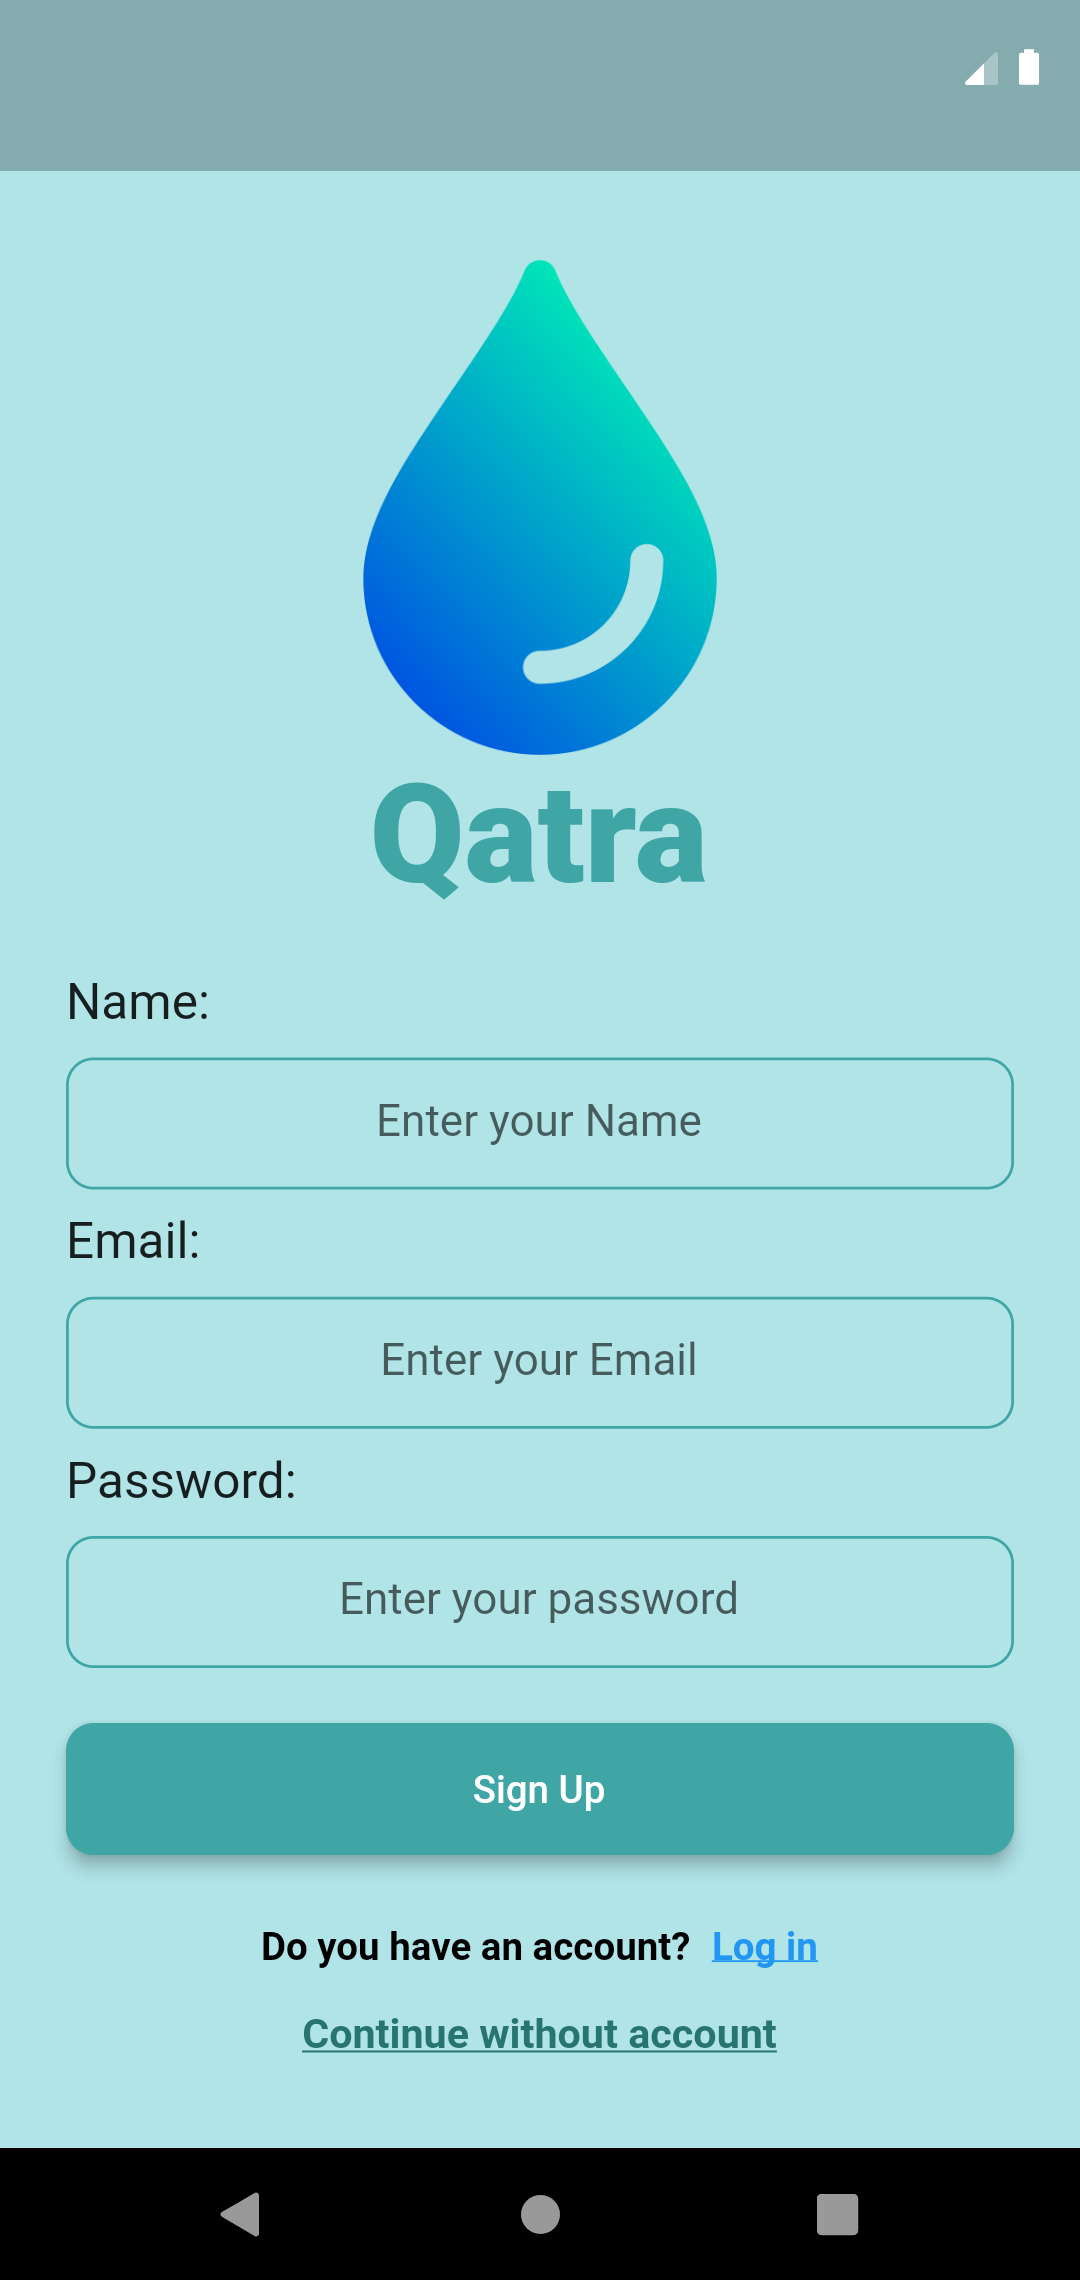 Qatra
Name:
Enter your Name
Email:
Enter your Email
Password:
Enter your password
Sign Up
Do you have an account? Log in
Continue without account